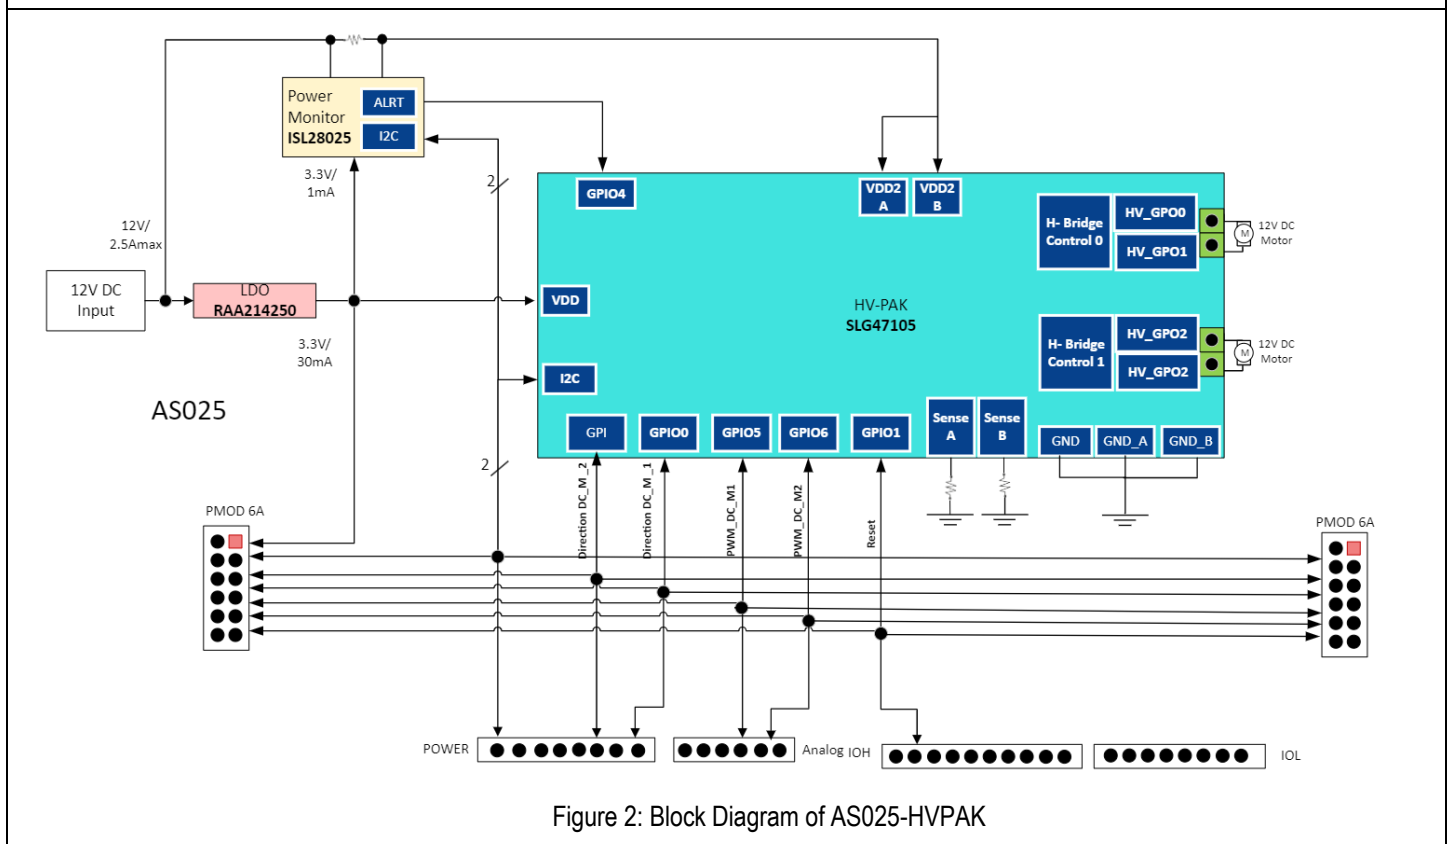 Power
Monitor
ISL28025
ALRT
I2C
3.3V/
1mA
2
12V/
2.5Amax
12V DC
Input
LDO
RAA214250
3.3V/
30mA
AS025
GPIO4
VDD2
A
VDD2
B
H- Bridge
Control 0
HV_GPO0
HV_GPO1
M
12V DC
Motor
VDD
HV-PAK
SLG47105
H- Bridge
Control 1
HV_GPO2
HV_GPO2
M
12V DC
Motor
I2C
GPI
GPIO0
GPIO5
GPIO6
GPIO1
Sense
A
Sense
B
GND
GND_A
GND_B
2
Direction DC_M_2
Direction DC_M_1
PWM_DC_M1
PWM_DC_M2
Reset
PMOD 6A
PMOD 6A
POWER
Analog
IOH
IOL
Figure 2: Block Diagram of AS025-HVPAK